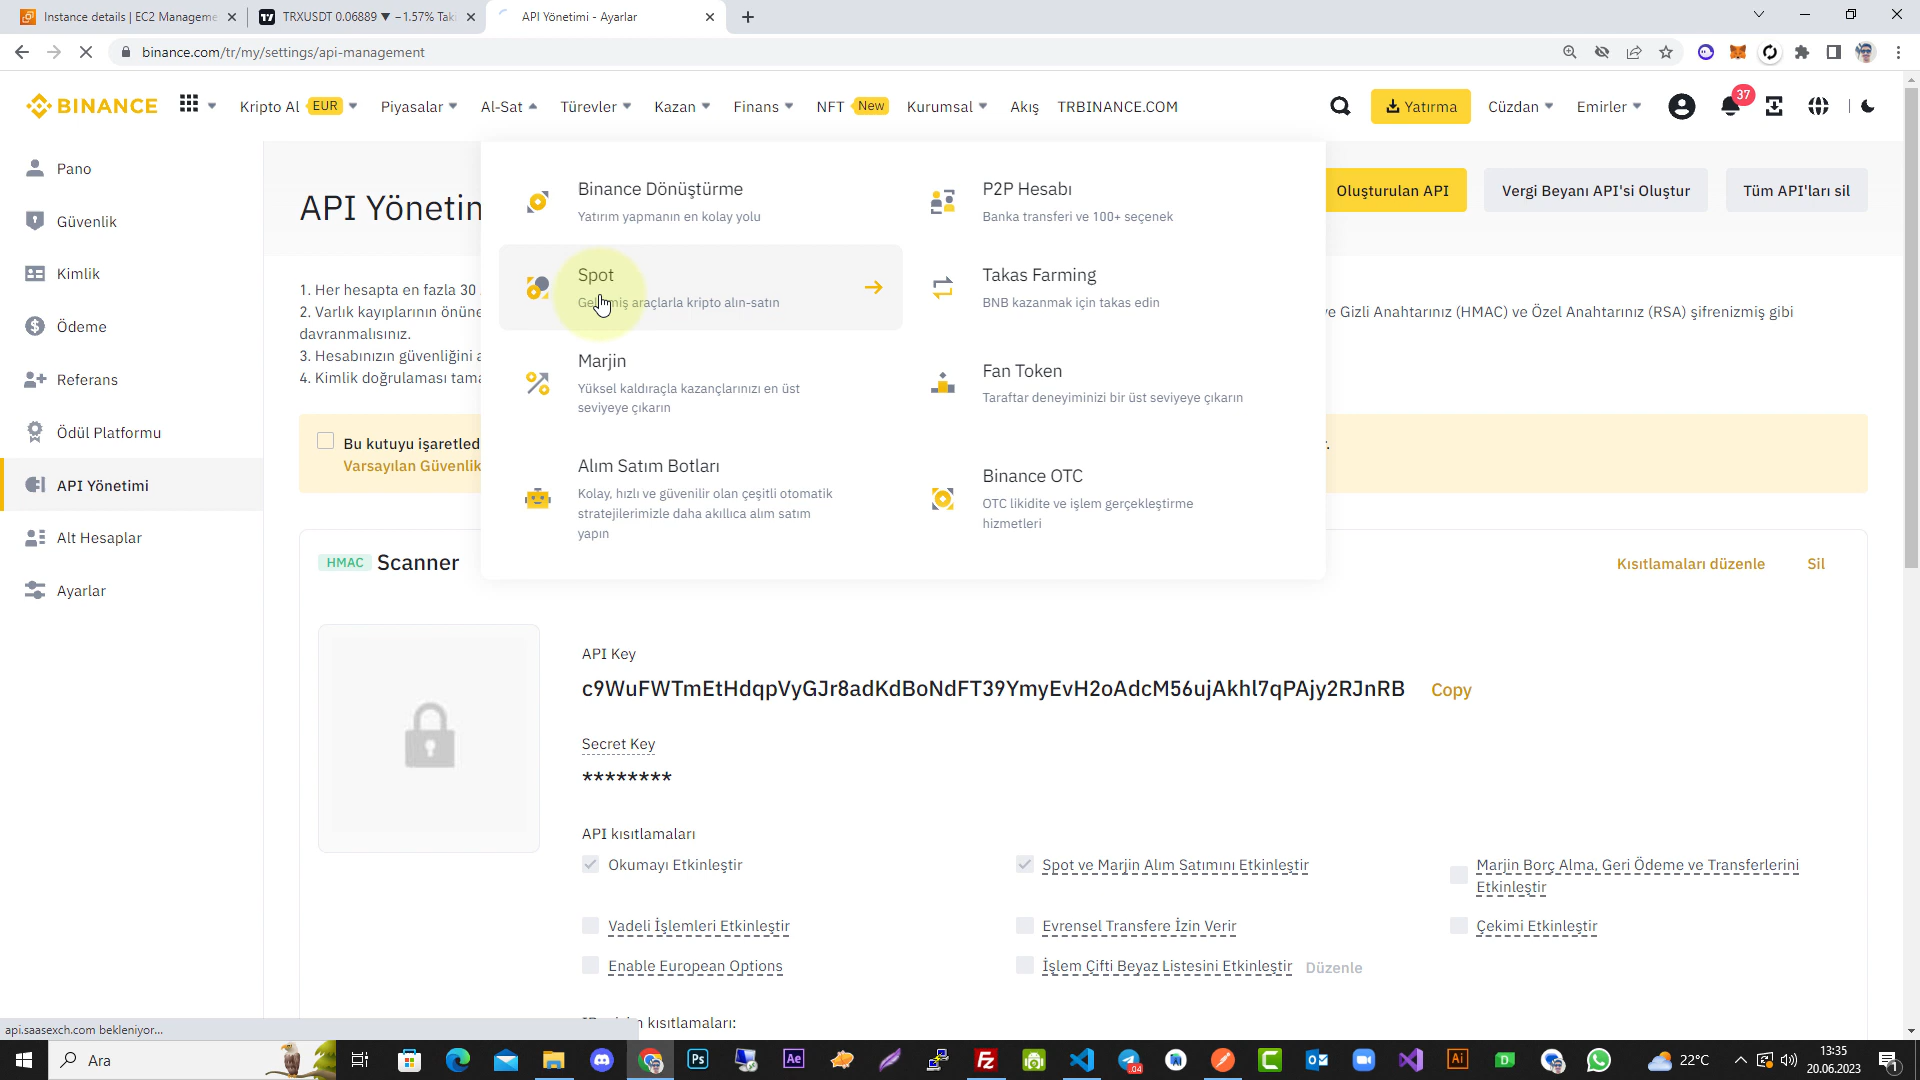 Instance details | EC2 Manageme
TRXUSDT 0.06889 ▼ −1.57% Tak
API Yönetimi - Ayarlar
binance.com/tr/my/settings/api-management
BINANCE
Kripto Al
EUR
Piyasalar
Al-Sat
Türevler
Kazan
Finans
NFT
New
Kurumsal
Akış
TRBINANCE.COM
Yatırma
Cüzdan
Emirler
37
Pano
Güvenlik
Kimlik
Ödeme
Referans
Ödül Platformu
API Yönetimi
Alt Hesaplar
Ayarlar
API Yönetim
Oluşturulan API
Vergi Beyanı API'si Oluştur
Tüm API'ları sil
Binance Dönüştürme
Yatırım yapmanın en kolay yolu
P2P Hesabı
Banka transferi ve 100+ seçenek
Spot
alın-satın
Takas Farming
BNB kazanmak için takas edin
Marjin
Yüksel kaldıraçla kazançlarınızı en üst
seviyeye çıkarın
Fan Token
Taraftar deneyiminizi bir üst seviyeye çıkarın
Alım Satım Botları
Kolay, hızlı ve güvenilir olan çeşitli otomatik
stratejilerimizle daha akıllıca alım satım
yapın
Binance OTC
OTC likidite ve işlem gerçekleştirme
hizmetleri
1. Her hesapta en fazla 30
2. Varlık kayıplarının önüne
e Gizli Anahtarınız (HMAC) ve Özel Anahtarınız (RSA) şifrenizmiş gibi
davranmalısınız.
3. Hesabınızın güvenliğini a
4. Kimlik doğrulaması tama
Bu kutuyu işaretled
Varsayılan Güvenlik
HMAC
Scanner
Kısıtlamaları düzenle
Sil
API Key
c9WuFWTmEtHdqpVyGJr8adKdBoNdFT39YmyEvH2oAdcM56ujAkhl7qPAjy2RJnRB
Copy
Secret Key
********
API kısıtlamaları
Okumayı Etkinleştir
Spot ve Marjin Alım Satımını Etkinleştir
Marjin Borç Alma, Geri Ödeme ve Transferlerini
Etkinleştir
Vadeli İşlemleri Etkinleştir
Evrensel Transfere İzin Verir
Çekimi Etkinleştir
Enable European Options
İşlem Çifti Beyaz Listesini Etkinleştir
Düzenle
kısıtlamaları:
api.saasexch.com bekleniyor...
Ara
22°C
13:35
20.06.2023